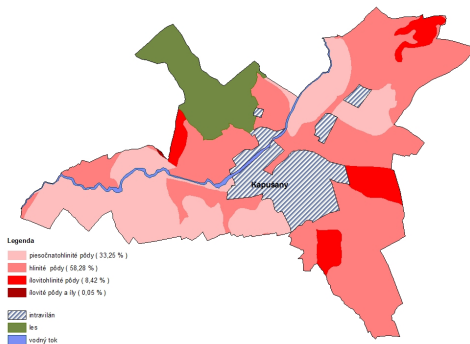 Kapušany
Legenda
piesočnatohlinité pôdy ( 33,25 % )
hlinité pôdy ( 58,28 % )
ílovitohlinité pôdy ( 8,42 % )
ílovité pôdy a íly ( 0,05 % )
intravilán
les
vodný tok